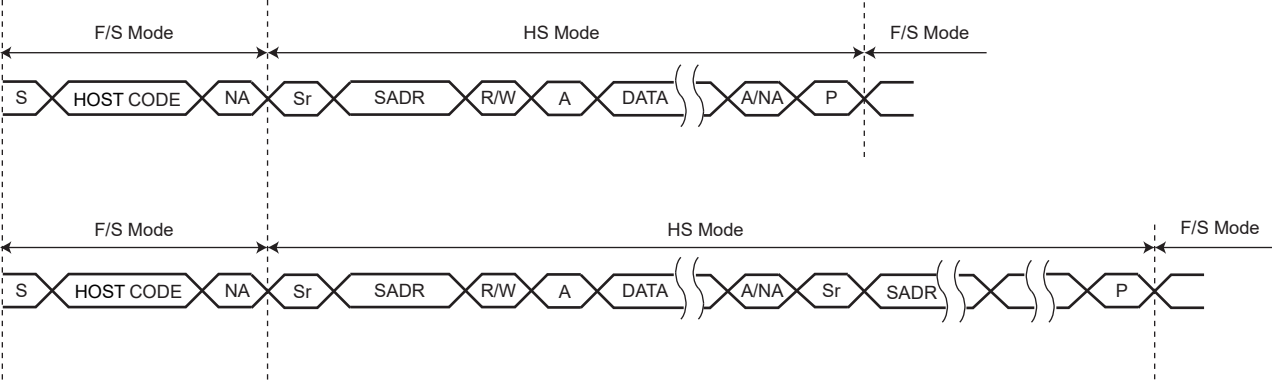 F/S Mode HS Mode F/S Mode
S HOST CODE NA Sr SADR R/W A DATA A/NA P
F/S Mode HS Mode F/S Mode
S HOST CODE NA Sr SADR R/W A DATA A/NA Sr SADR P